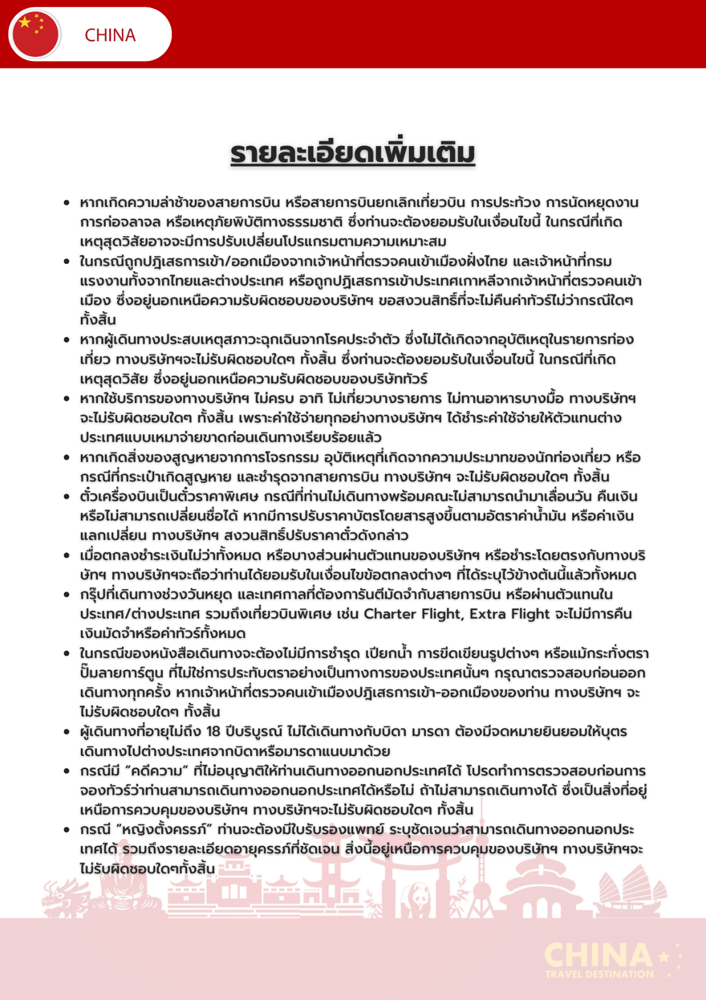 CHINA
รายละเอียดเพิ่มเติม
• หากเกิดความล่าช้าของสายการบิน หรือสายการบินยกเลิกเที่ยวบิน การประท้วง การนัดหยุดงาน
การก่อจลาจล หรือเหตุภัยพิบัติทางธรรมชาติ ซึ่งท่านจะต้องยอมรับในเงื่อนไขนี้ ในกรณีที่เกิด
เหตุสุดวิสัยอาจจะมีการปรับเปลี่ยนโปรแกรมตามความเหมาะสม
• ในกรณีถูกปฎิเสธการเข้า/ออกเมืองจากเจ้าหน้าที่ตรวจคนเข้าเมืองฝั่งไทย และเจ้าหน้าที่กรม
แรงงานทั้งจากไทยและต่างประเทศ หรือถูกปฏิเสธการเข้าประเทศเกาหลีจากเจ้าหน้าที่ตรวจคนเข้า
เมือง ซึ่งอยู่นอกเหนือความรับผิดชอบของบริษัทฯ ขอสงวนสิทธิ์ที่จะไม่คืนค่าทัวร์ไม่ว่ากรณีใดๆ
ทั้งสิ้น
• หากผู้เดินทางประสบเหตุสภาวะฉุกเฉินจากโรคประจำตัว ซึ่งไม่ได้เกิดจากอุบัติเหตุในรายการท่อง
เที่ยว ทางบริษัทฯจะไม่รับผิดชอบใดๆ ทั้งสิ้น ซึ่งท่านจะต้องยอมรับในเงื่อนไขนี้ ในกรณีที่เกิด
เหตุสุดวิสัย ซึ่งอยู่นอกเหนือความรับผิดชอบของบริษัททัวร์
• หากใช้บริการของทางบริษัทฯ ไม่ครบ อาทิ ไม่เที่ยวบางรายการ ไม่ทานอาหารบางมื้อ ทางบริษัทฯ
จะไม่รับผิดชอบใดๆ ทั้งสิ้น เพราะค่าใช้จ่ายทุกอย่างทางบริษัทฯ ได้ชำระค่าใช้จ่ายให้ตัวแทนต่าง
ประเทศแบบเหมาจ่ายขาดก่อนเดินทางเรียบร้อยแล้ว
• หากเกิดสิ่งของสูญหายจากการโจรกรรม อุบัติเหตุที่เกิดจากความประมาทของนักท่องเที่ยว หรือ
กรณีที่กระเป๋าเกิดสูญหาย และชำรุดจากสายการบิน ทางบริษัทฯ จะไม่รับผิดชอบใดๆ ทั้งสิ้น
• ตั๋วเครื่องบินเป็นตั๋วราคาพิเศษ กรณีที่ท่านไม่เดินทางพร้อมคณะไม่สามารถนำมาเลื่อนวัน คืนเงิน
หรือไม่สามารถเปลี่ยนชื่อได้ หากมีการปรับราคาบัตรโดยสารสูงขึ้นตามอัตราค่าน้ำมัน หรือค่าเงิน
แลกเปลี่ยน ทางบริษัทฯ สงวนสิทธิ์ปรับราคาตั๋วดังกล่าว
• เมื่อตกลงชำระเงินไม่ว่าทั้งหมด หรือบางส่วนผ่านตัวแทนของบริษัทฯ หรือชำระโดยตรงกับทางบริ
ษัทฯ ทางบริษัทฯจะถือว่าท่านได้ยอมรับในเงื่อนไขข้อตกลงต่างๆ ที่ได้ระบุไว้ข้างต้นนี้แล้วทั้งหมด
• กรุ๊ปที่เดินทางช่วงวันหยุด และเทศกาลที่ต้องการันตีมัดจำกับสายการบิน หรือผ่านตัวแทนใน
ประเทศ/ต่างประเทศ รวมถึงเที่ยวบินพิเศษ เช่น Charter Flight, Extra Flight จะไม่มีการคืน
เงินมัดจำหรือค่าทัวร์ทั้งหมด
• ในกรณีของหนังสือเดินทางจะต้องไม่มีการชำรุด เปียกน้ำ การขีดเขียนรูปต่างๆ หรือแม้กระทั่งตรา
ปั๊มลายการ์ตูน ที่ไม่ใช่การประทับตราอย่างเป็นทางการของประเทศนั้นๆ กรุณาตรวจสอบก่อนออก
เดินทางทุกครั้ง หากเจ้าหน้าที่ตรวจคนเข้าเมืองปฎิเสธการเข้า-ออกเมืองของท่าน ทางบริษัทฯ จะ
ไม่รับผิดชอบใดๆ ทั้งสิ้น
• ผู้เดินทางที่อายุไม่ถึง 18 ปีบริบูรณ์ ไม่ได้เดินทางกับบิดา มารดา ต้องมีจดหมายยินยอมให้บุตร
เดินทางไปต่างประเทศจากบิดาหรือมารดาแนบมาด้วย
• กรณีมี “คดีความ” ที่ไม่อนุญาติให้ท่านเดินทางออกนอกประเทศได้ โปรดทำการตรวจสอบก่อนการ
จองทัวร์ว่าท่านสามารถเดินทางออกนอกประเทศได้หรือไม่ ถ้าไม่สามารถเดินทางได้ ซึ่งเป็นสิ่งที่อยู่
เหนือการควบคุมของบริษัทฯ ทางบริษัทฯจะไม่รับผิดชอบใดๆ ทั้งสิ้น
• กรณี “หญิงตั้งครรภ์” ท่านจะต้องมีใบรับรองแพทย์ ระบุชัดเจนว่าสามารถเดินทางออกนอกประ
เทศได้ รวมถึงรายละเอียดอายุครรภ์ที่ชัดเจน สิ่งนี้อยู่เหนือการควบคุมของบริษัทฯ ทางบริษัทฯจะ
ไม่รับผิดชอบใดๆทั้งสิ้น
CHINA
TRAVEL DESTINATION